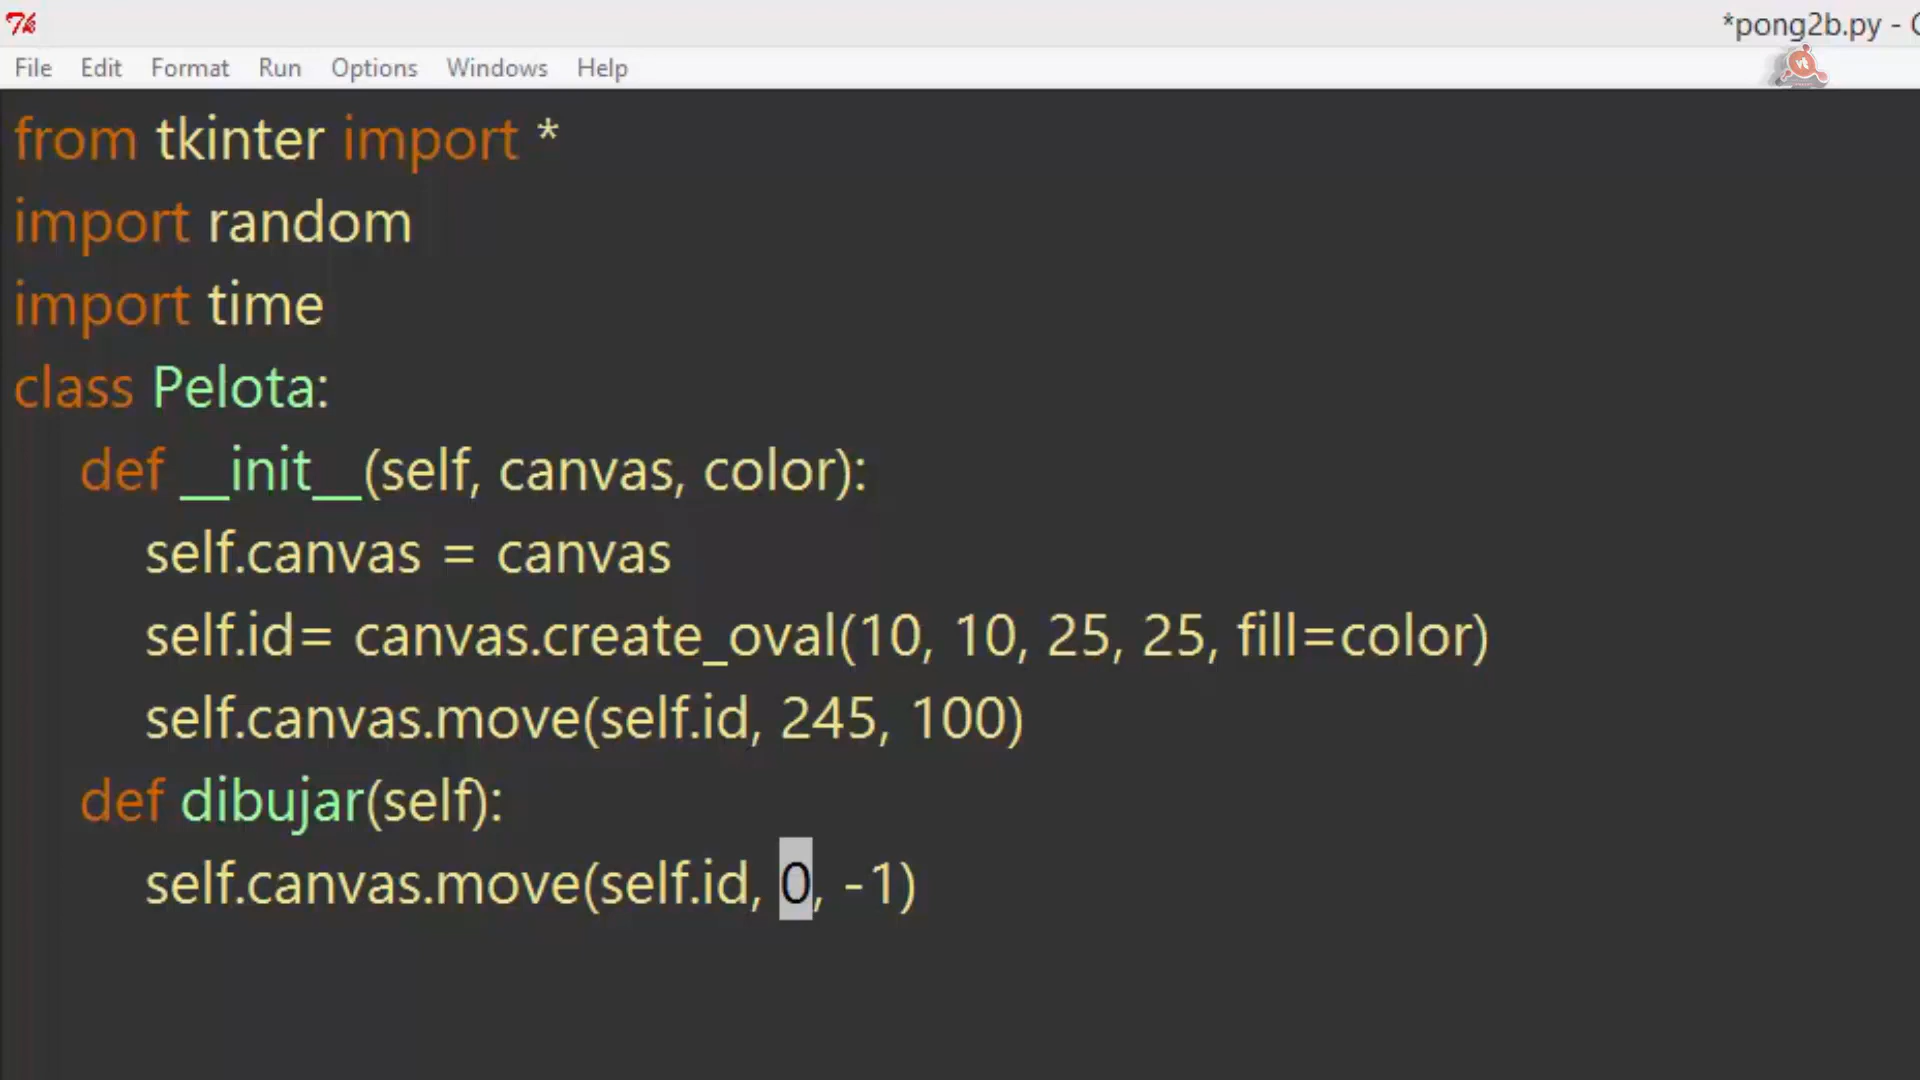 *pong2b.py -
File Edit Format Run Options Windows Help
from tkinter import *
import random
import time
class Pelota:
    def __init__(self, canvas, color):
        self.canvas = canvas
        self.id= canvas.create_oval(10, 10, 25, 25, fill=color)
        self.canvas.move(self.id, 245, 100)
    def dibujar(self):
        self.canvas.move(self.id, 0, -1)